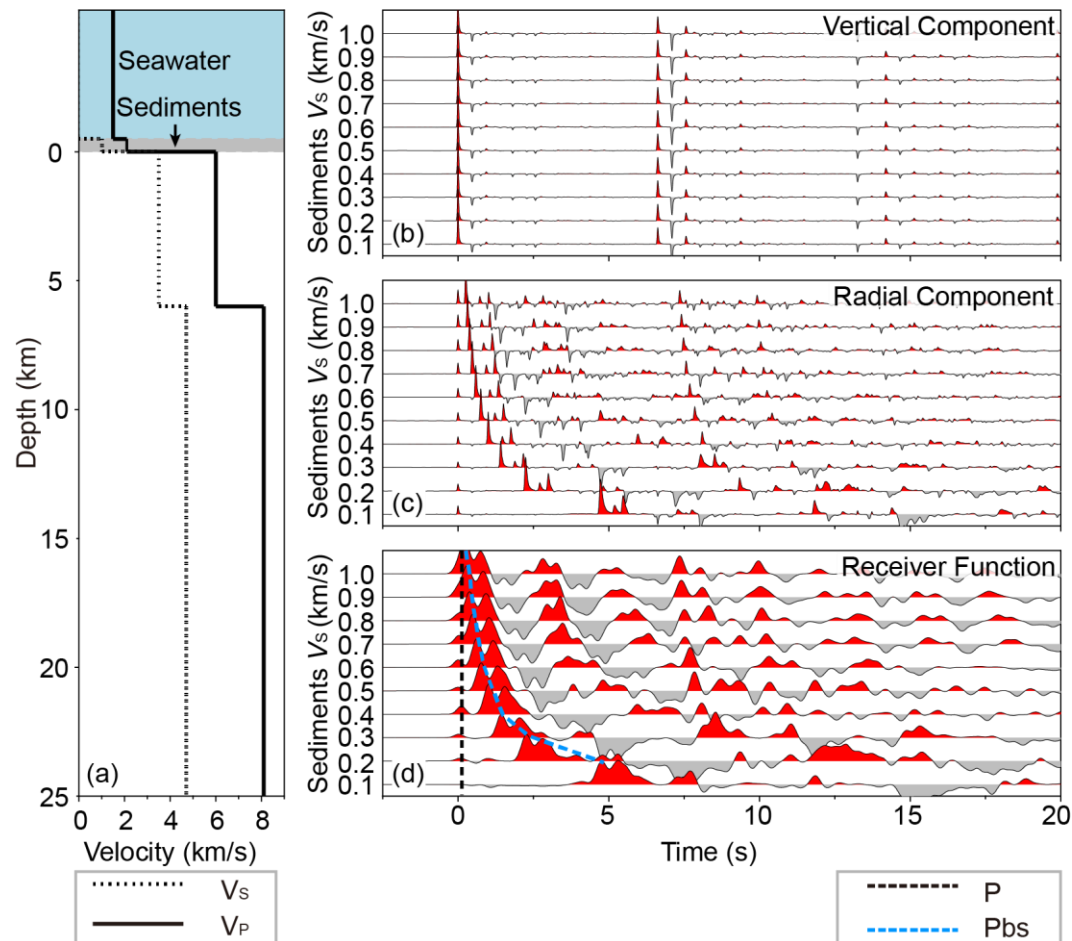 Seawater
Sediments
0
5
10
15
20
25
Depth (km)
(a)
0 2 4 6 8
Velocity (km/s)
Vs
VP
Vertical Component
Sediments VS (km/s)
1.0
0.9
0.8
0.7
0.6
0.5
0.4
0.3
0.2
0.1
(b)
Radial Component
Sediments VS (km/s)
1.0
0.9
0.8
0.7
0.6
0.5
0.4
0.3
0.2
0.1
(c)
Receiver Function
Sediments VS (km/s)
1.0
0.9
0.8
0.7
0.6
0.5
0.4
0.3
0.2
0.1
(d)
0 5 10 15 20
Time (s)
P
Pbs